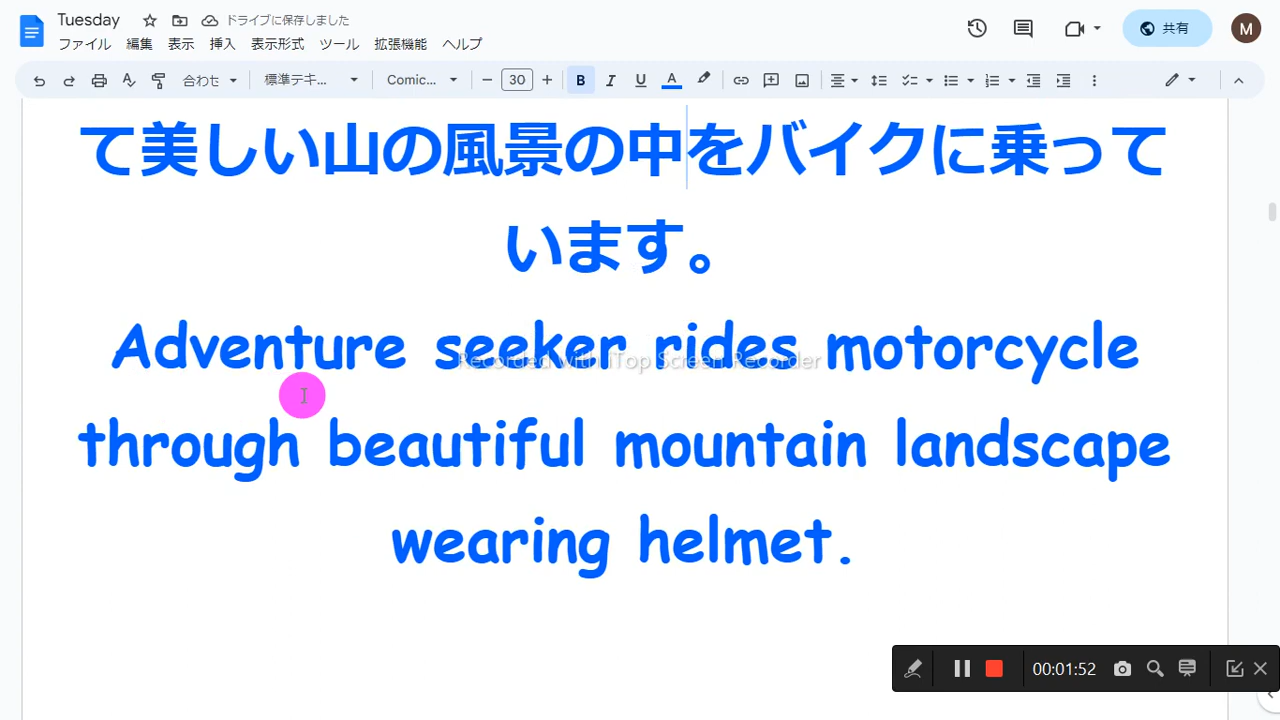 Tuesday ドライブに保存しました 共有 M
ファイル 編集 表示 挿入 表示形式 ツール 拡張機能 ヘルプ
合わせ 標準テキ... Comic... 30 B I U A
て美しい山の風景の中をバイクに乗って
います。
Adventure seeker rides motorcycle
Recorded with iTop Screen Recorder
through beautiful mountain landscape
wearing helmet.
00:01:52